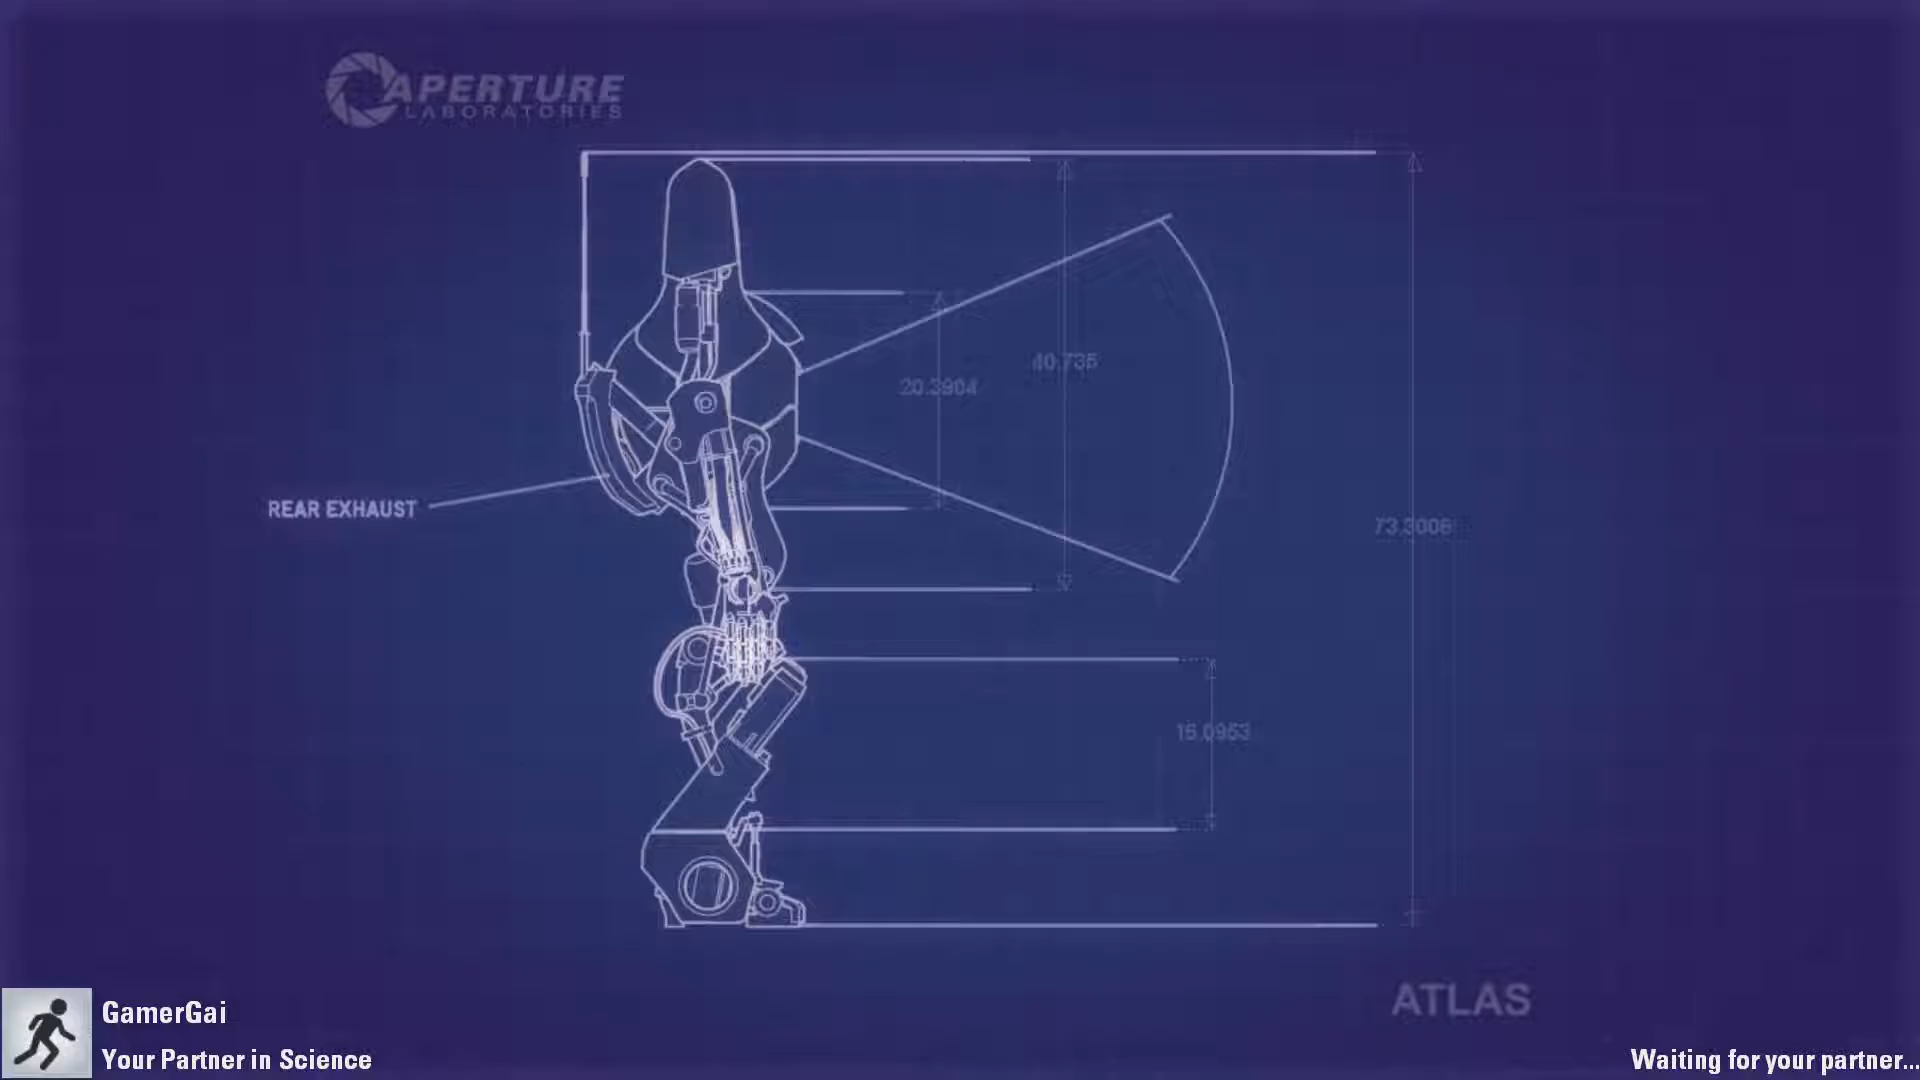 APERTURE
LABORATORIES
40.735
20.3904
REAR EXHAUST
73.3006
16.0953
ATLAS
GamerGai
Your Partner in Science
Waiting for your partner...